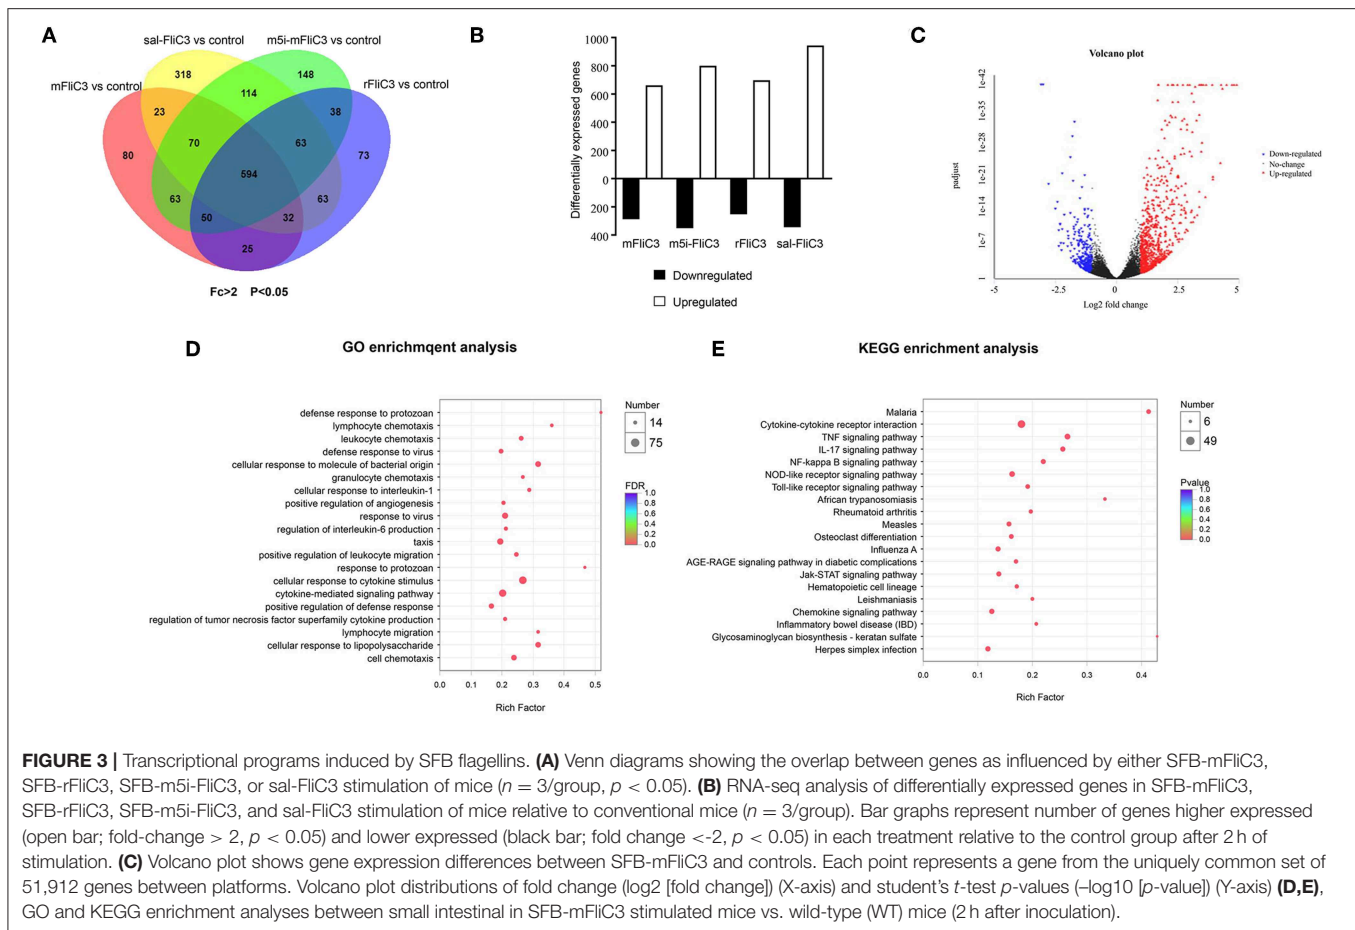 A
sal-FliC3 vs control
m5i-mFliC3 vs control
mFliC3 vs control
rFliC3 vs control
318
148
23
114
38
80
70
63
73
594
63
50
32
63
25
Fc>2 P<0.05
B
Differentially expressed genes
1000
800
600
400
200
0
200
400
mFliC3
m5i-FliC3
rFliC3
sal-FliC3
Downregulated
Upregulated
C
Volcano plot
padjust
1e-42
1e-35
1e-28
1e-21
1e-14
1e-7
1
-5
-2.5
0
2.5
5
Log2 fold change
Down-regulated
No-change
Up-regulated
D
GO enrichmqent analysis
defense response to protozoan
lymphocyte chemotaxis
leukocyte chemotaxis
defense response to virus
cellular response to molecule of bacterial origin
granulocyte chemotaxis
cellular response to interleukin-1
positive regulation of angiogenesis
response to virus
regulation of interleukin-6 production
taxis
positive regulation of leukocyte migration
response to protozoan
cellular response to cytokine stimulus
cytokine-mediated signaling pathway
positive regulation of defense response
regulation of tumor necrosis factor superfamily cytokine production
lymphocyte migration
cellular response to lipopolysaccharide
cell chemotaxis
0.0
0.1
0.2
0.3
0.4
0.5
Rich Factor
Number
14
75
FDR
1.0
0.8
0.6
0.4
0.2
0.0
E
KEGG enrichment analysis
Malaria
Cytokine-cytokine receptor interaction
TNF signaling pathway
IL-17 signaling pathway
NF-kappa B signaling pathway
NOD-like receptor signaling pathway
Toll-like receptor signaling pathway
African trypanosomiasis
Rheumatoid arthritis
Measles
Osteoclast differentiation
Influenza A
AGE-RAGE signaling pathway in diabetic complications
Jak-STAT signaling pathway
Hematopoietic cell lineage
Leishmaniasis
Chemokine signaling pathway
Inflammatory bowel disease (IBD)
Glycosaminoglycan biosynthesis - keratan sulfate
Herpes simplex infection
0.0
0.1
0.2
0.3
0.4
Rich Factor
Number
6
49
Pvalue
1.0
0.8
0.6
0.4
0.2
0.0
FIGURE 3 | Transcriptional programs induced by SFB flagellins. (A) Venn diagrams showing the overlap between genes as influenced by either SFB-mFliC3,
SFB-rFliC3, SFB-m5i-FliC3, or sal-FliC3 stimulation of mice (n = 3/group, p < 0.05). (B) RNA-seq analysis of differentially expressed genes in SFB-mFliC3,
SFB-rFliC3, SFB-m5i-FliC3, and sal-FliC3 stimulation of mice relative to conventional mice (n = 3/group). Bar graphs represent number of genes higher expressed
(open bar; fold-change > 2, p < 0.05) and lower expressed (black bar; fold change <-2, p < 0.05) in each treatment relative to the control group after 2 h of
stimulation. (C) Volcano plot shows gene expression differences between SFB-mFliC3 and controls. Each point represents a gene from the uniquely common set of
51,912 genes between platforms. Volcano plot distributions of fold change (log2 [fold change]) (X-axis) and student's t-test p-values (–log10 [p-value]) (Y-axis) (D,E),
GO and KEGG enrichment analyses between small intestinal in SFB-mFliC3 stimulated mice vs. wild-type (WT) mice (2 h after inoculation).